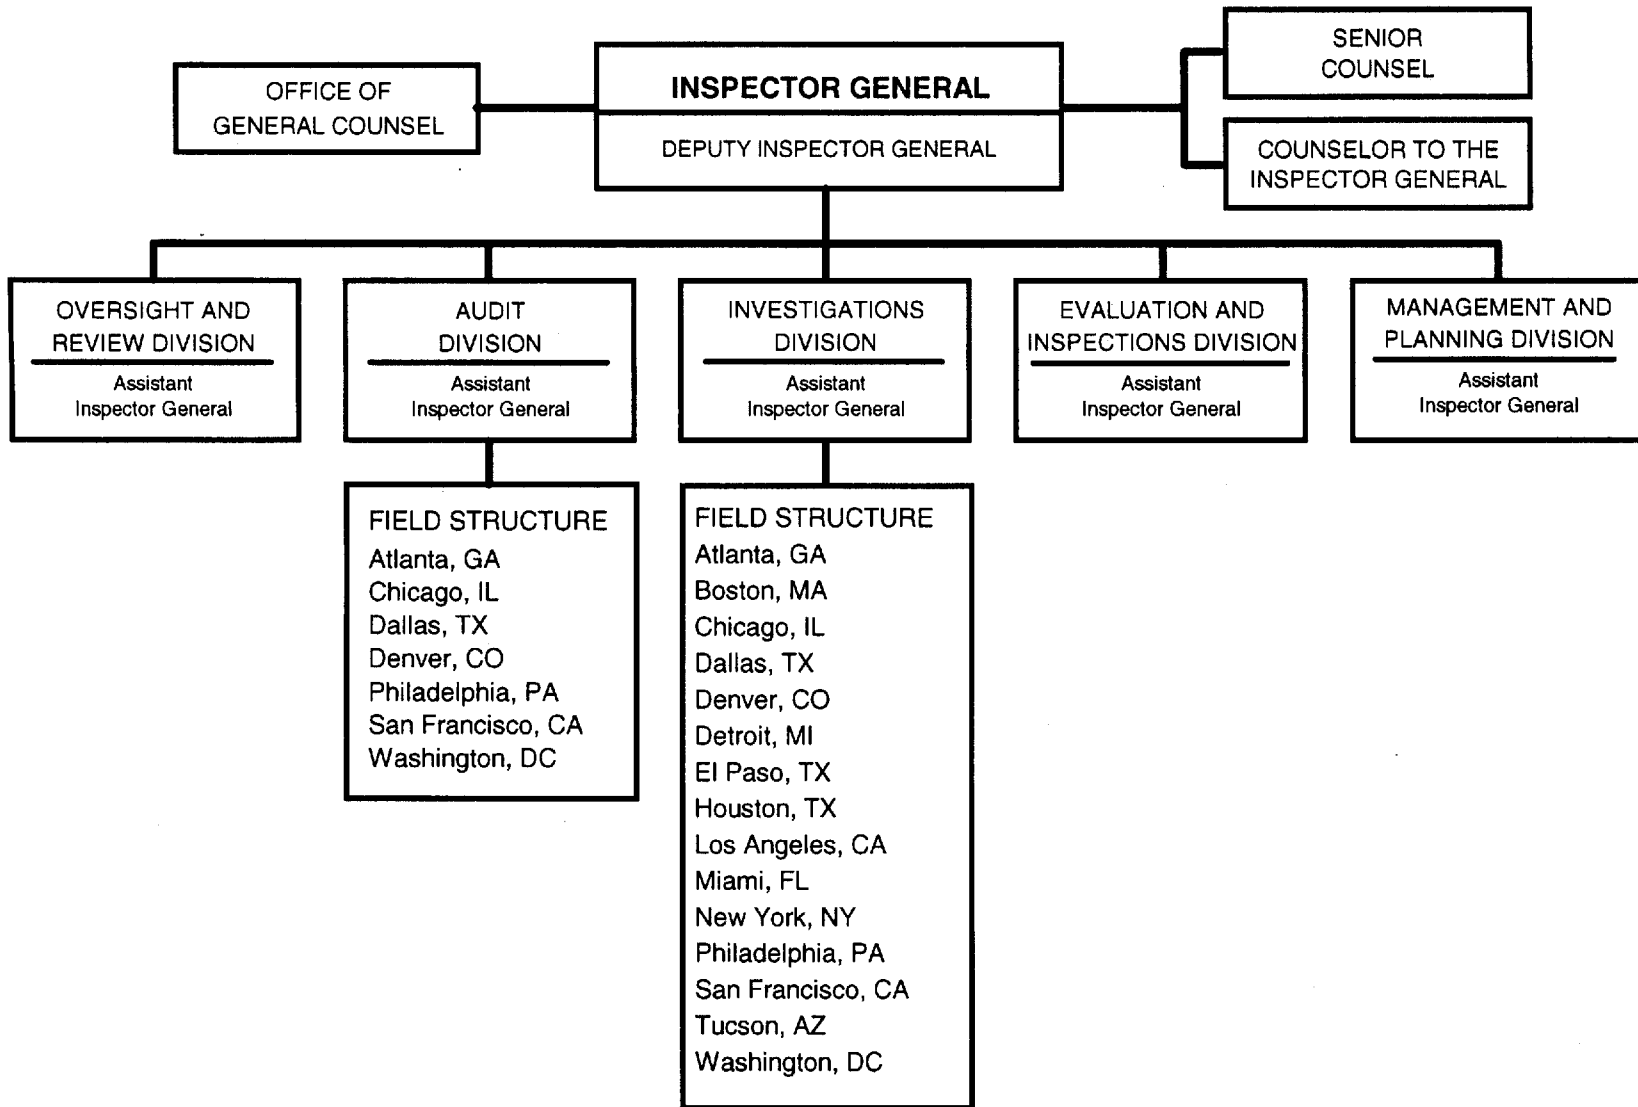 OFFICE OF
GENERAL COUNSEL
INSPECTOR GENERAL
DEPUTY INSPECTOR GENERAL
SENIOR
COUNSEL
COUNSELOR TO THE
INSPECTOR GENERAL
OVERSIGHT AND
REVIEW DIVISION
Assistant
Inspector General
AUDIT
DIVISION
Assistant
Inspector General
INVESTIGATIONS
DIVISION
Assistant
Inspector General
EVALUATION AND
INSPECTIONS DIVISION
Assistant
Inspector General
MANAGEMENT AND
PLANNING DIVISION
Assistant
Inspector General
FIELD STRUCTURE
Atlanta, GA
Chicago, IL
Dallas, TX
Denver, CO
Philadelphia, PA
San Francisco, CA
Washington, DC
FIELD STRUCTURE
Atlanta, GA
Boston, MA
Chicago, IL
Dallas, TX
Denver, CO
Detroit, MI
El Paso, TX
Houston, TX
Los Angeles, CA
Miami, FL
New York, NY
Philadelphia, PA
San Francisco, CA
Tucson, AZ
Washington, DC